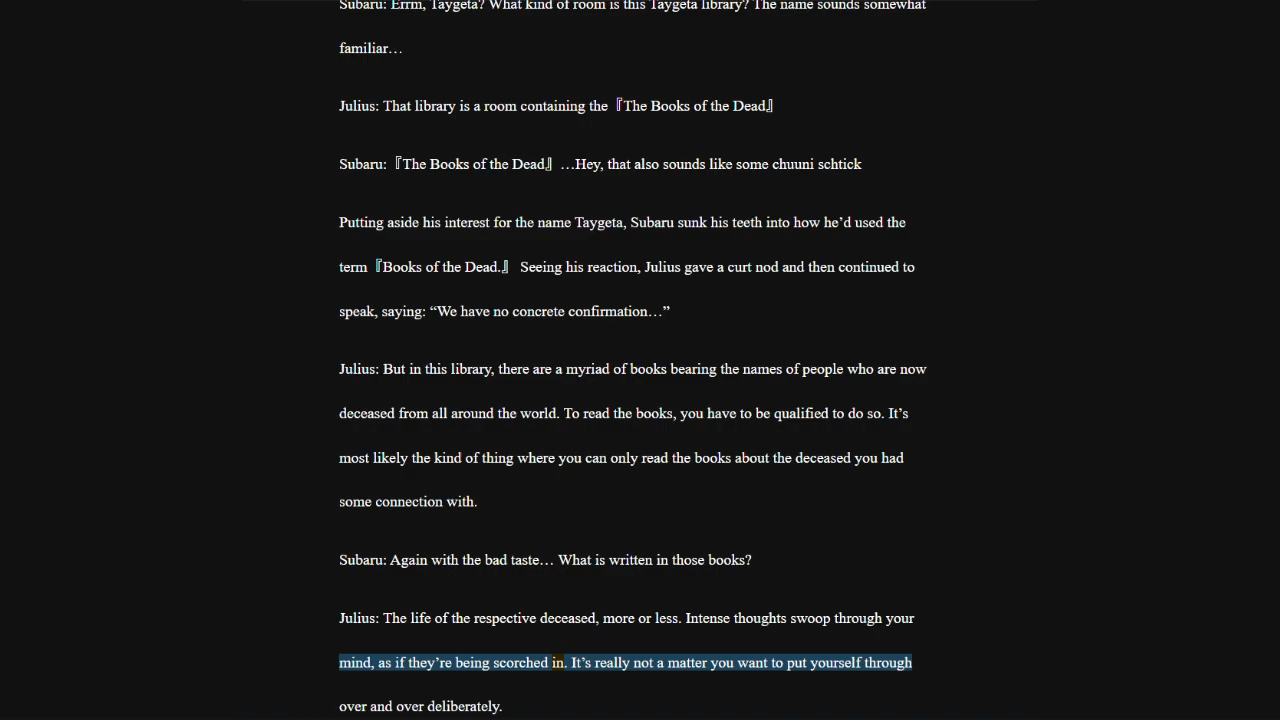 Subaru: Errm, Taygeta? What kind of room is this Taygeta library? The name sounds somewhat
familiar…
Julius: That library is a room containing the『The Books of the Dead』
Subaru:『The Books of the Dead』…Hey, that also sounds like some chuuni schtick
Putting aside his interest for the name Taygeta, Subaru sunk his teeth into how he’d used the
term『Books of the Dead.』 Seeing his reaction, Julius gave a curt nod and then continued to
speak, saying: “We have no concrete confirmation…”
Julius: But in this library, there are a myriad of books bearing the names of people who are now
deceased from all around the world. To read the books, you have to be qualified to do so. It’s
most likely the kind of thing where you can only read the books about the deceased you had
some connection with.
Subaru: Again with the bad taste… What is written in those books?
Julius: The life of the respective deceased, more or less. Intense thoughts swoop through your
mind, as if they’re being scorched in. It’s really not a matter you want to put yourself through
over and over deliberately.